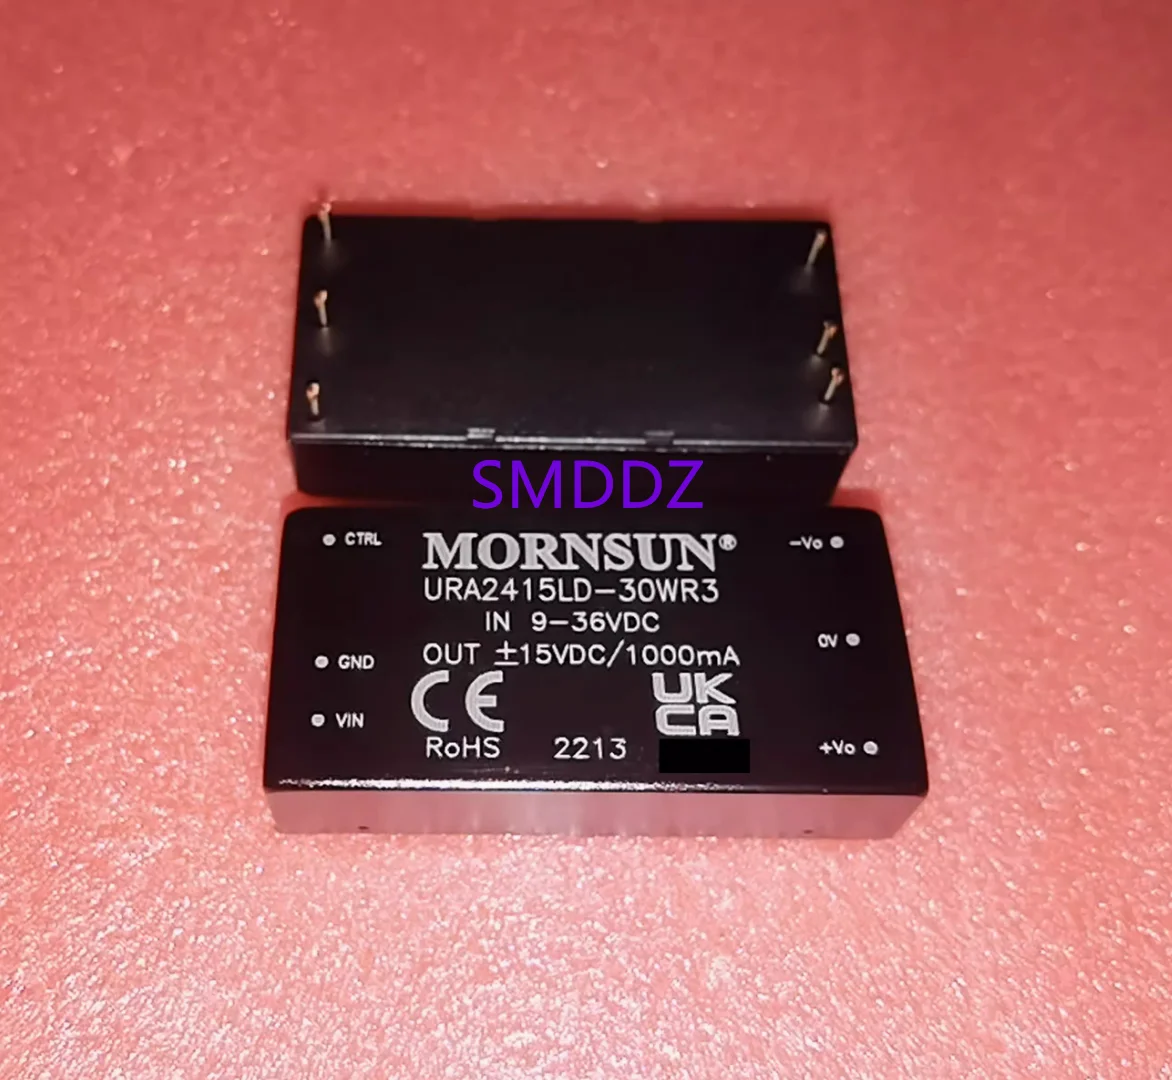 SMDDZ
CTRL
MORNSUN®
-Vo
URA2415LD-30WR3
IN 9-36VDC
0V
OUT ±15VDC/1000mA
GND
CE
UK
CA
VIN
RoHS 2213
+Vo